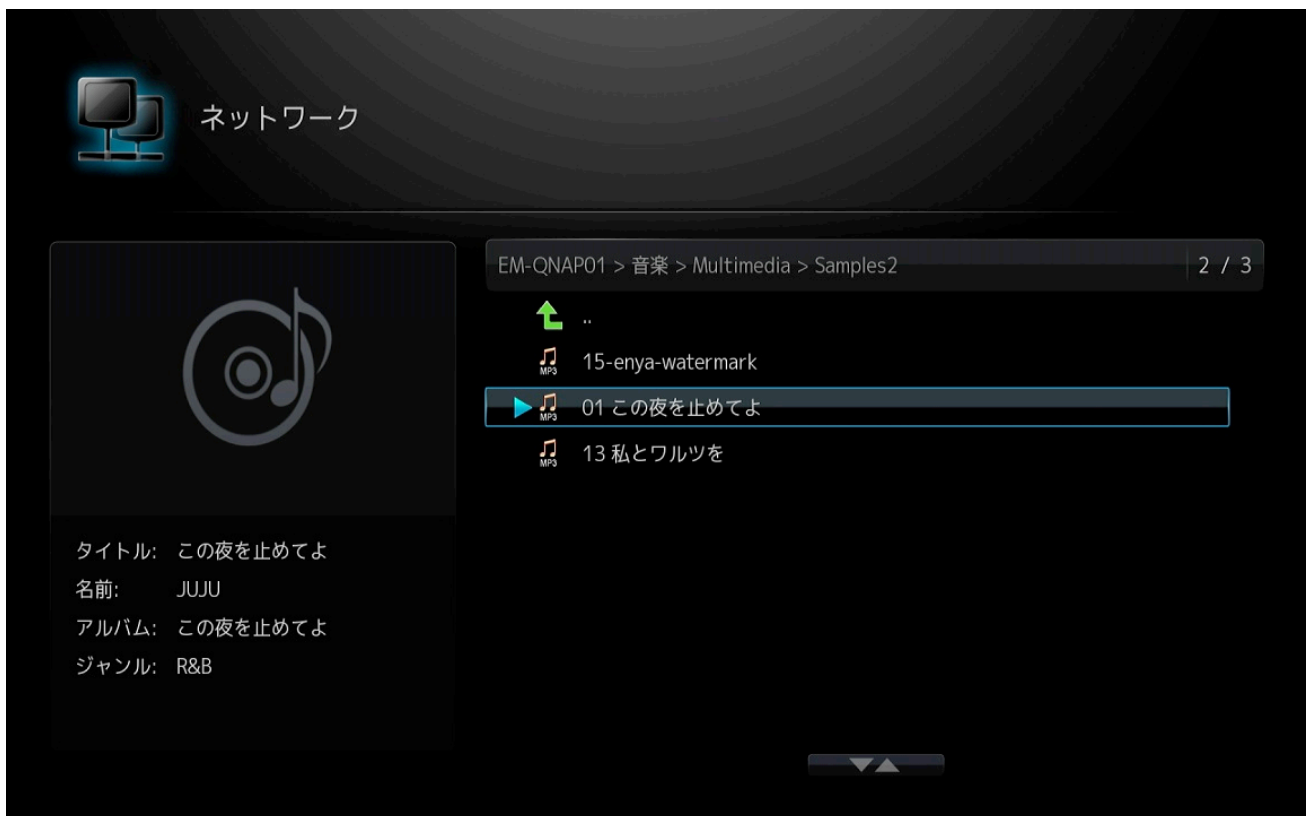 ネットワーク
EM-QNAP01 > 音楽 > Multimedia > Samples2 2 / 3
..
MP3 15-enya-watermark
MP3 01 この夜を止めてよ
MP3 13 私とワルツを
タイトル: この夜を止めてよ
名前: JUJU
アルバム: この夜を止めてよ
ジャンル: R&B